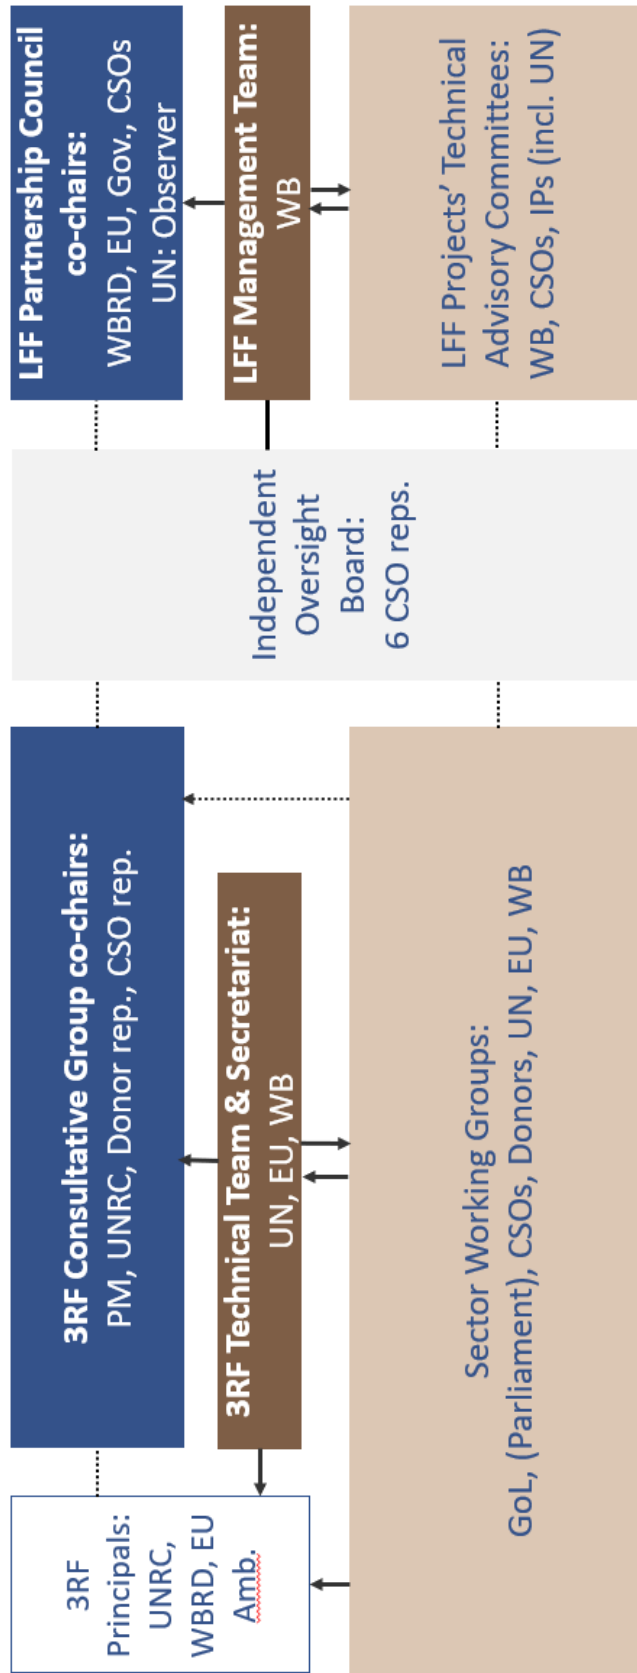 3RF
Principals:
UNRC,
WBRD, EU
Amb.
3RF Consultative Group co-chairs:
PM, UNRC, Donor rep., CSO rep.
3RF Technical Team & Secretariat:
UN, EU, WB
Sector Working Groups:
GoL, (Parliament), CSOs, Donors, UN, EU, WB
Independent
Oversight
Board:
6 CSO reps.
LFF Partnership Council
co-chairs:
WBRD, EU, Gov., CSOs
UN: Observer
LFF Management Team:
WB
LFF Projects’ Technical
Advisory Committees:
WB, CSOs, IPs (incl. UN)